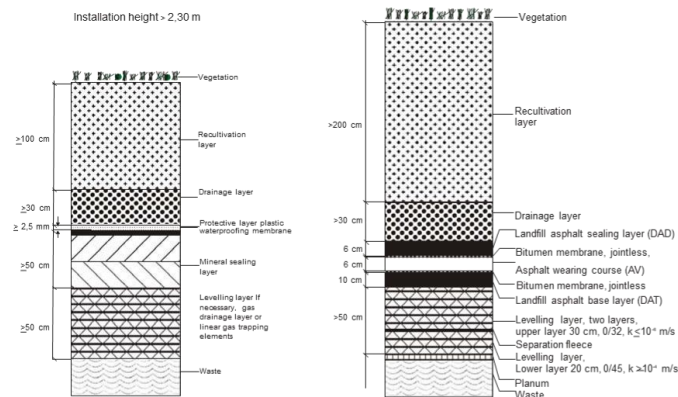 Installation height > 2,30 m
Vegetation
≥100 cm
Recultivation
layer
Drainage layer
≥30 cm
≥ 2,5 mm
Protective layer plastic
waterproofing membrane
≥50 cm
Mineral sealing
layer
Levelling layer If
necessary, gas
drainage layer or
linear gas trapping
elements
≥50 cm
Waste
Vegetation
>200 cm
Recultivation
layer
>30 cm
Drainage layer
Landfill asphalt sealing layer (DAD)
6 cm
Bitumen membrane, jointless,
6 cm
Asphalt wearing course (AV)
10 cm
Bitumen membrane, jointless
Landfill asphalt base layer (DAT)
>50 cm
Levelling layer, two layers,
upper layer 30 cm, 0/32, k ≤10⁻⁴ m/s
Separation fleece
Levelling layer,
Lower layer 20 cm, 0/45, k ≥10⁻⁴ m/s
Planum
Waste